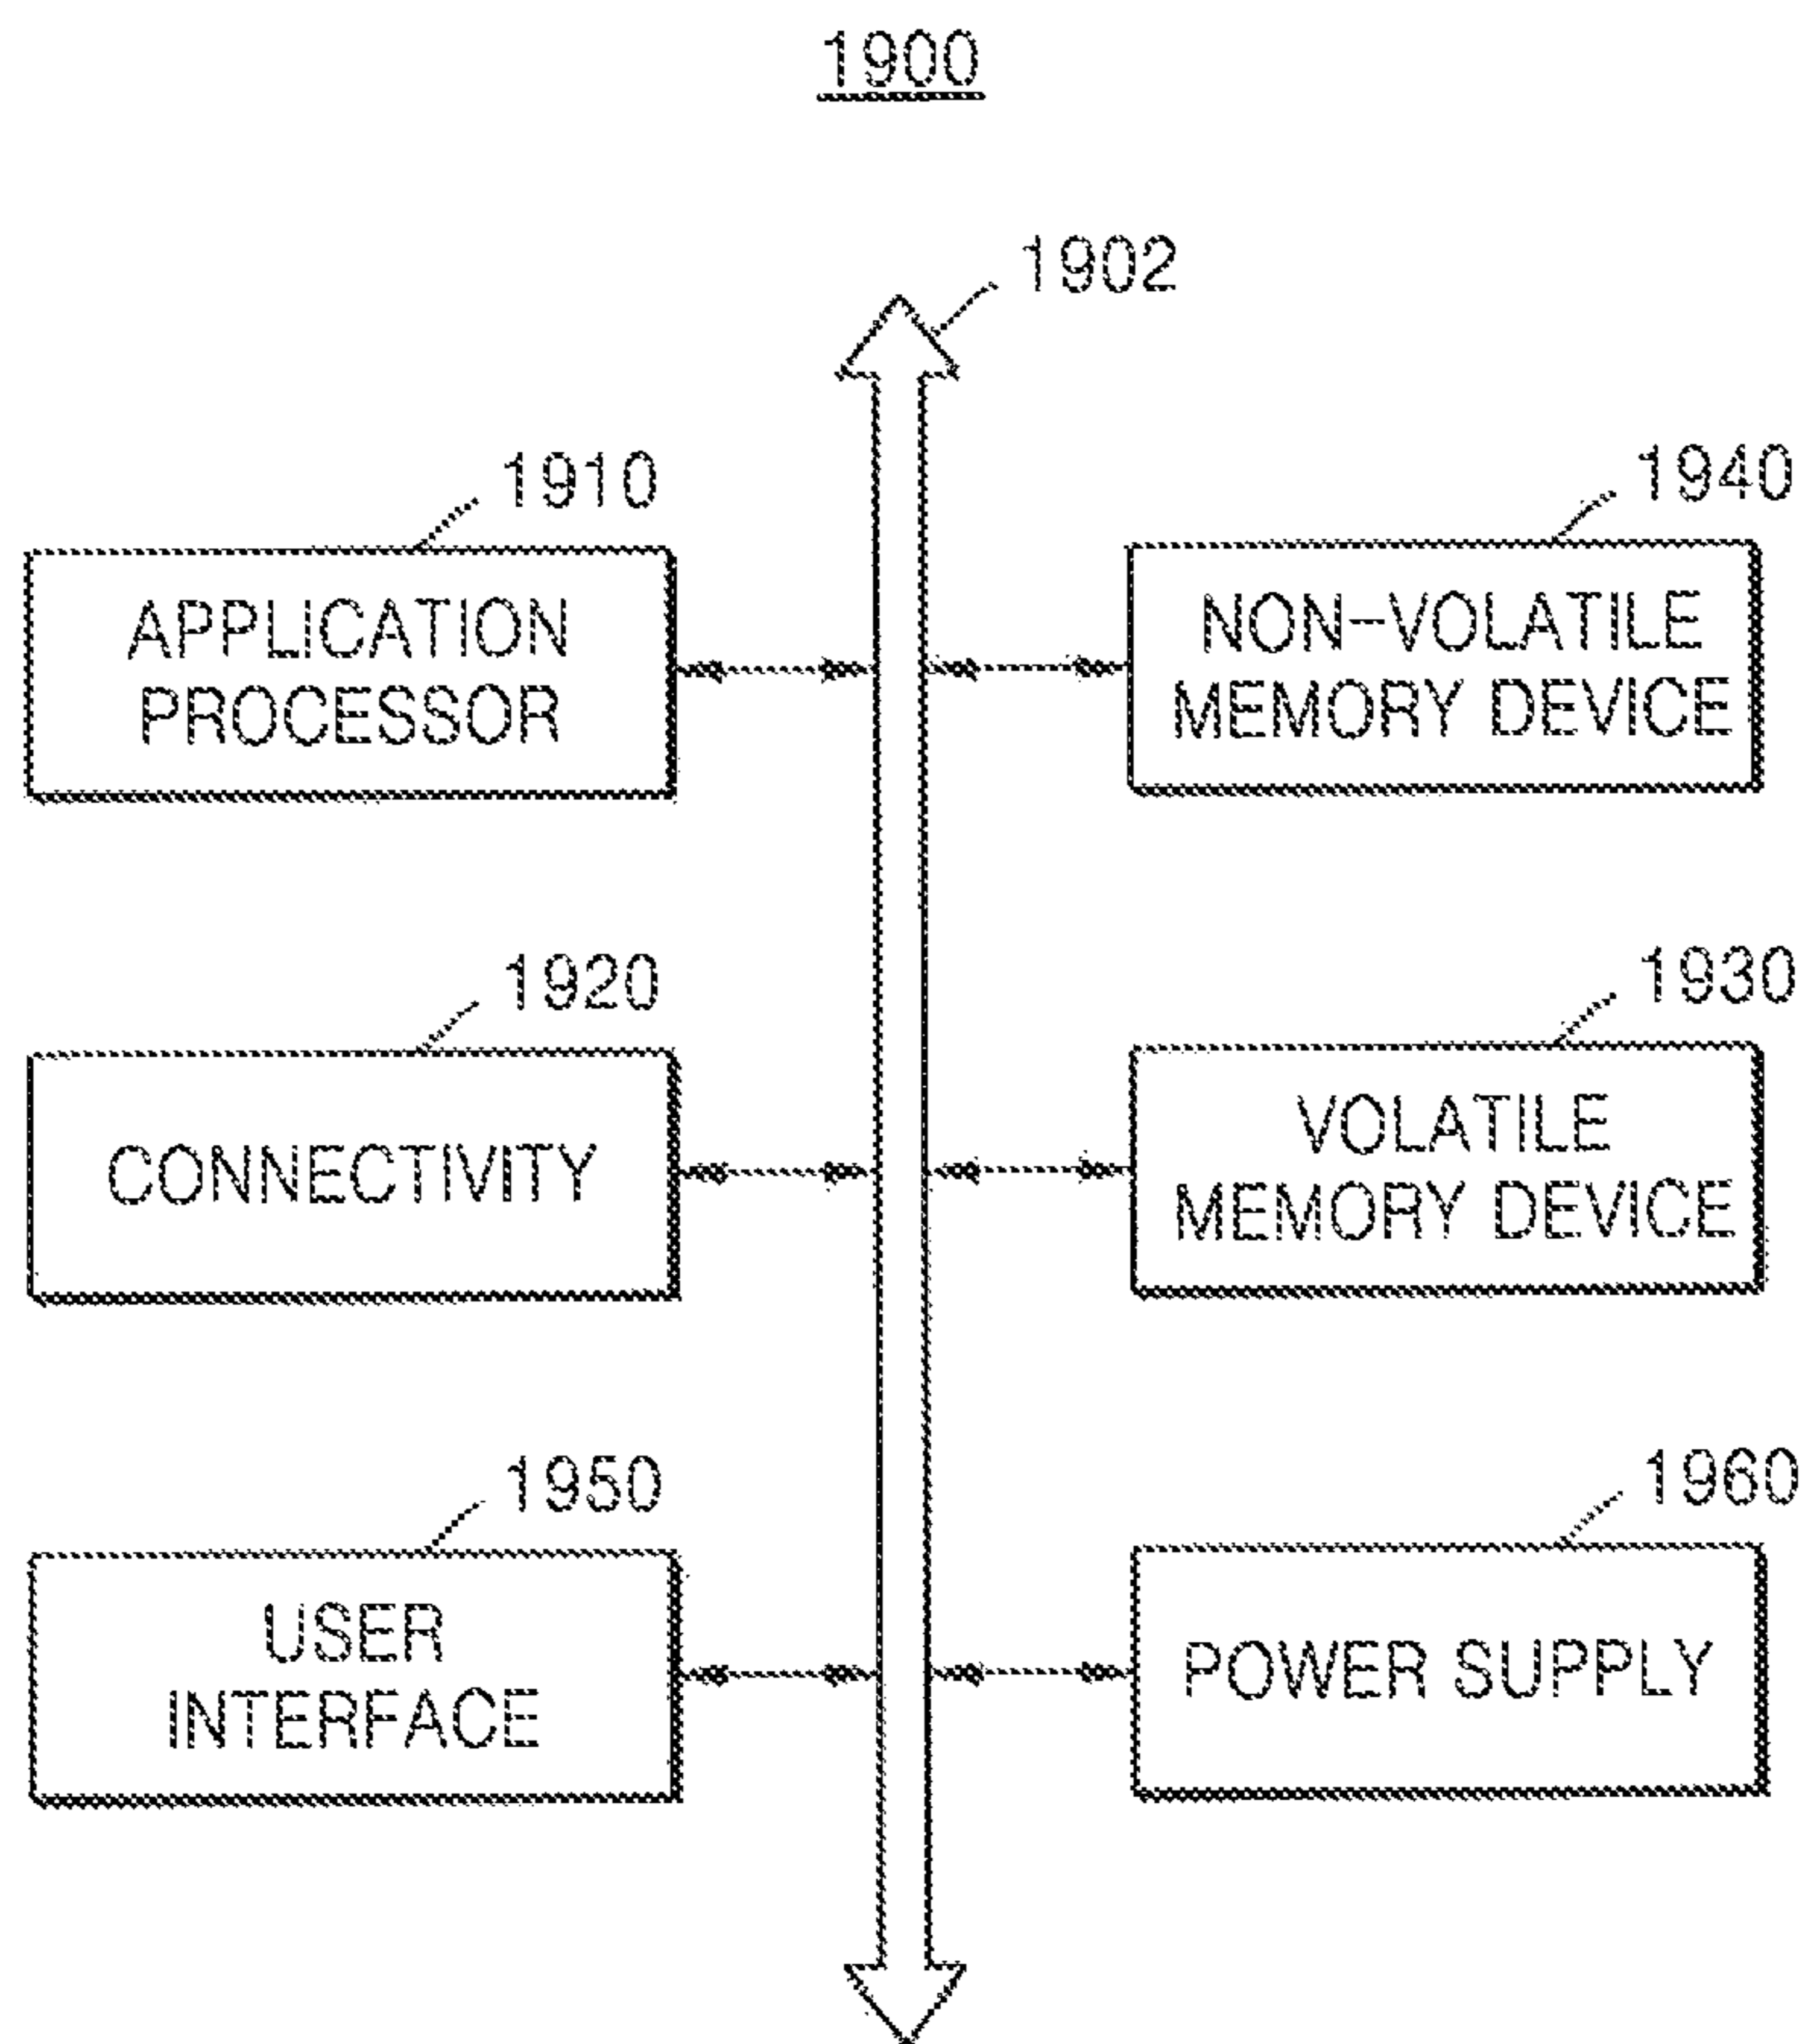 1900
1902
1910
APPLICATION
PROCESSOR
1940
NON-VOLATILE
MEMORY DEVICE
1920
CONNECTIVITY
1930
VOLATILE
MEMORY DEVICE
1950
USER
INTERFACE
1960
POWER SUPPLY